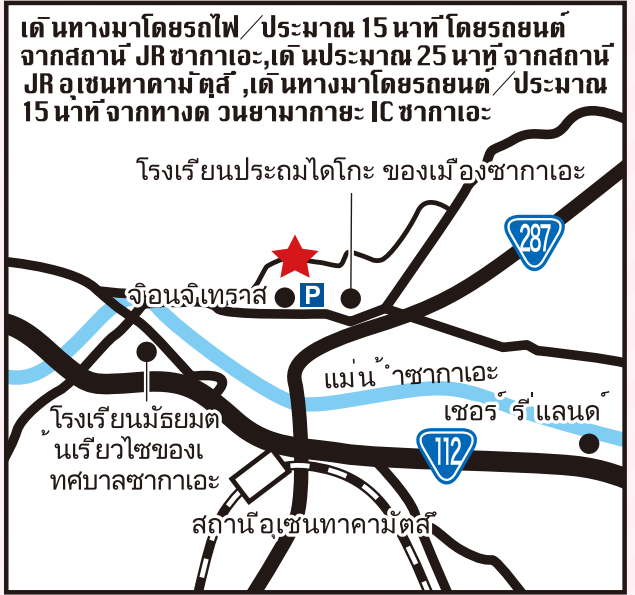 เดินทางมาโดยรถไฟ／ประมาณ 15 นาทีโดยรถยนต์
จากสถานี JR ซากาเอะ,เดินประมาณ 25 นาทีจากสถานี
JR อุเซนทาคามัตสึ ,เดินทางมาโดยรถยนต์／ประมาณ
15 นาทีจากทางด วนยามากายะ IC ซากาเอะ
โรงเรียนประถมไดโกะ ของเมืองซากาเอะ
287
จิอนจิเทราส
P
แม่น ้ำซากาเอะ
เชอร์ รี่แลนด์
โรงเรียนมัธยมต
้นเรียวไซของเ
ทศบาลซากาเอะ
112
สถานีอุเซนทาคามัตสึ